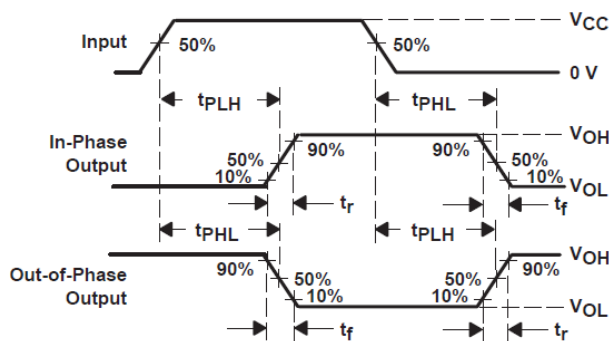 VCC
Input
50%
50%
0 V
tPLH
tPHL
In-Phase
Output
VOH
90%
90%
50%
50%
10%
10%
VOL
tr
tf
tPHL
tPLH
Out-of-Phase
Output
VOH
90%
90%
50%
50%
10%
10%
VOL
tf
tr